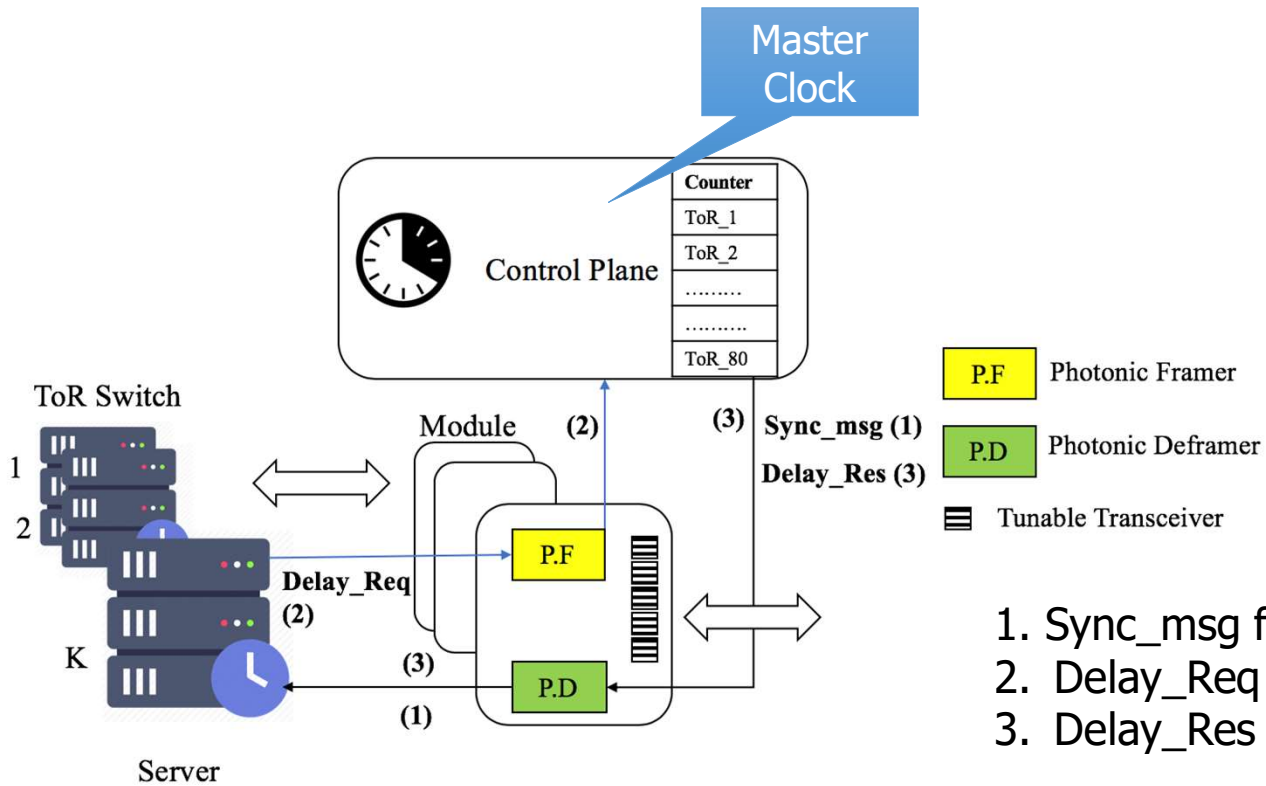 Master
Clock
Counter
ToR_1
ToR_2
………
……….
ToR_80
Control Plane
ToR Switch
1
2
K
Server
Module
(2)
(3)
Sync_msg (1)
Delay_Res (3)
Delay_Req
(2)
P.F
(3)
P.D
(1)
P.F Photonic Framer
P.D Photonic Deframer
Tunable Transceiver
1. Sync_msg f
2. Delay_Req
3. Delay_Res